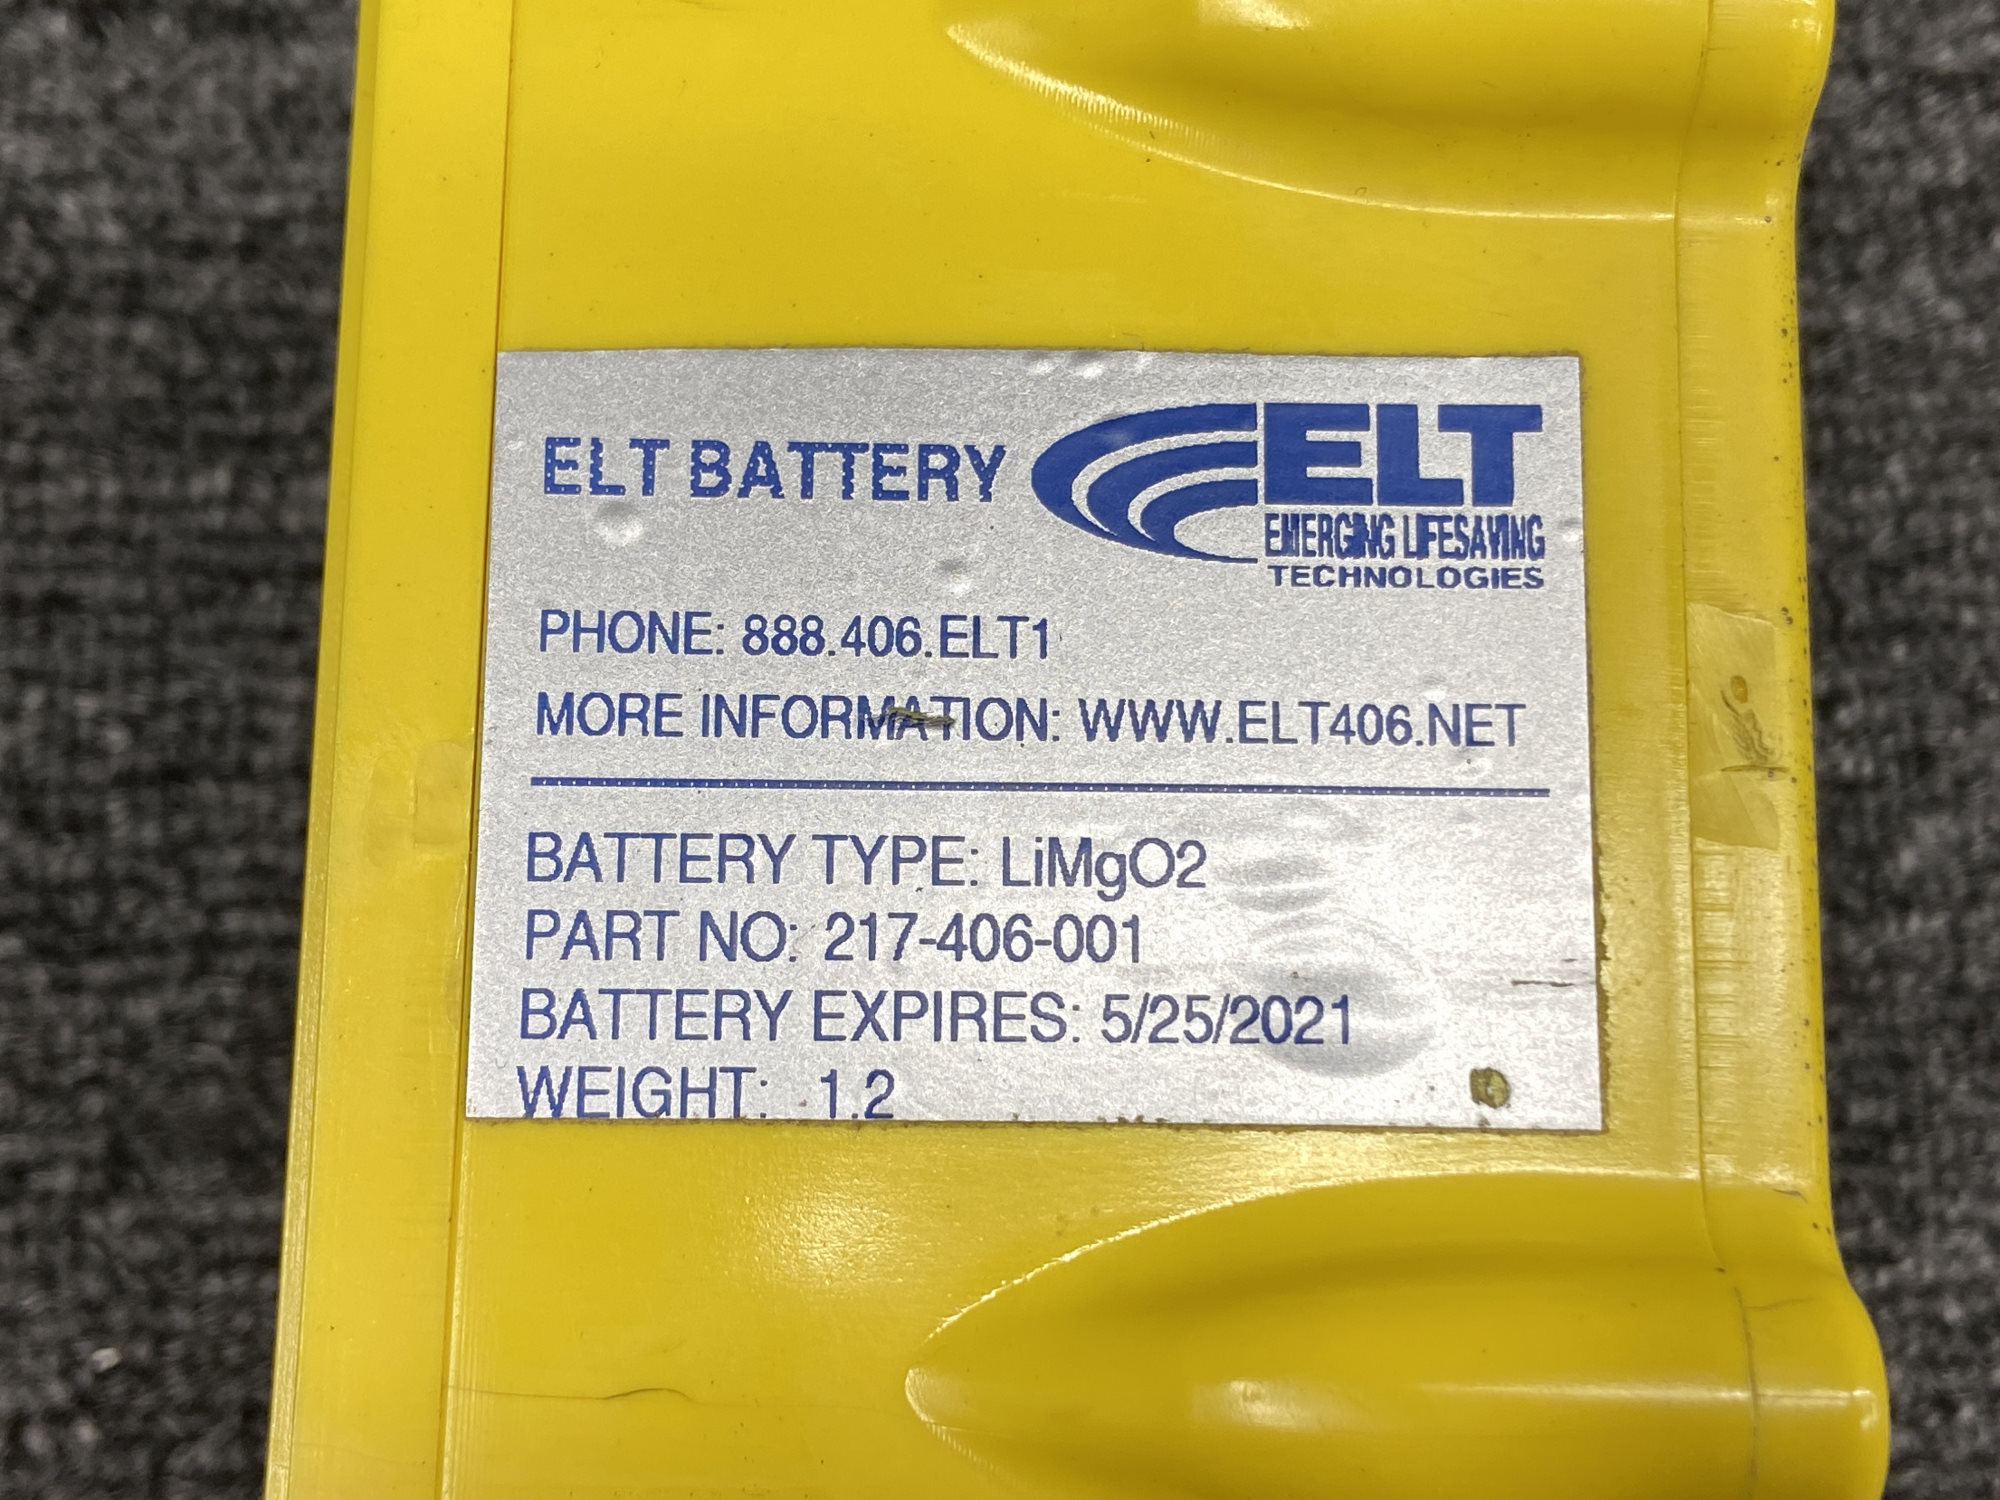 ELT BATTERY
ELT
EMERGING LIFESAVING
TECHNOLOGIES
PHONE: 888.406.ELT1
MORE INFORMATION: WWW.ELT406.NET
BATTERY TYPE: LiMgO2
PART NO: 217-406-001
BATTERY EXPIRES: 5/25/2021
WEIGHT: 1.2